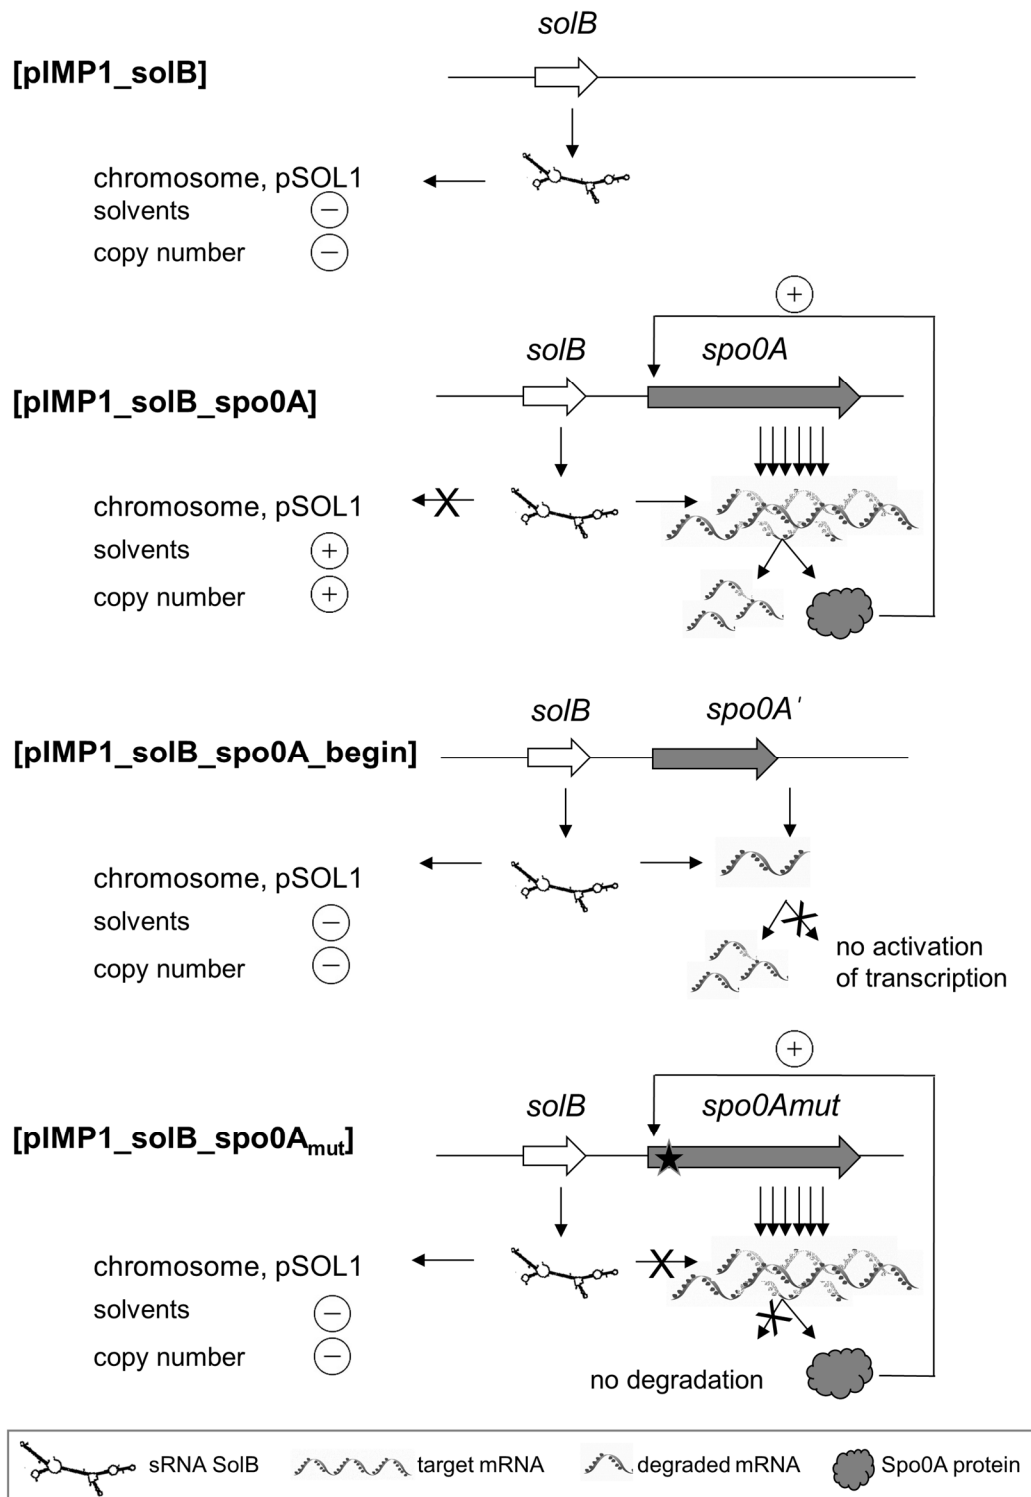 solB
[pIMP1_solB]
chromosome, pSOL1
solvents −
copy number −
+
solB spo0A
[pIMP1_solB_spo0A]
chromosome, pSOL1 X
solvents +
copy number +
solB spo0A'
[pIMP1_solB_spo0A_begin]
chromosome, pSOL1
solvents −
copy number −
X
no activation
of transcription
+
solB spo0Amut
[pIMP1_solB_spo0Amut]
chromosome, pSOL1 X
solvents −
copy number −
X
no degradation
sRNA SolB target mRNA degraded mRNA Spo0A protein